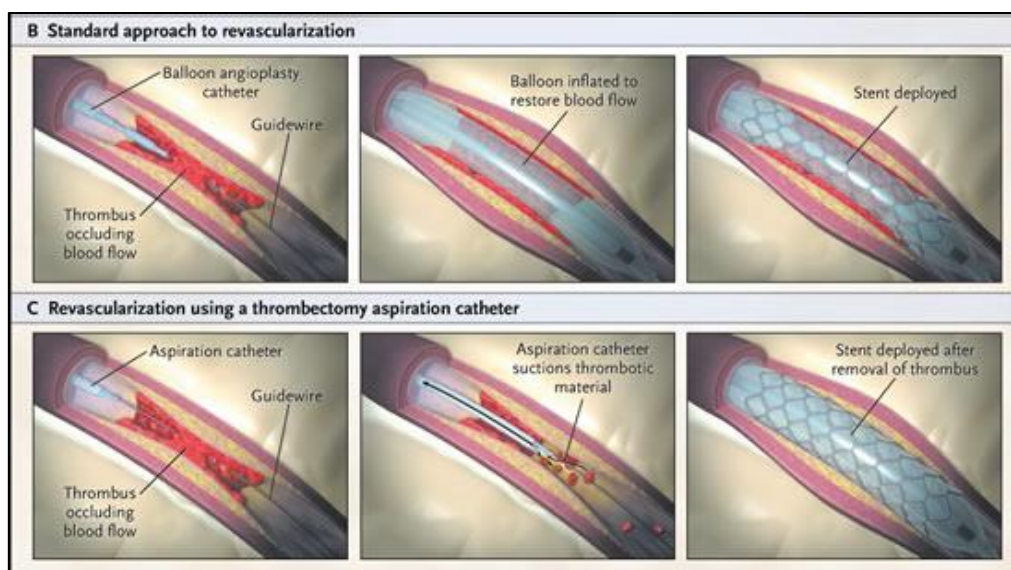 B Standard approach to revascularization
Balloon angioplasty
catheter
Guidewire
Thrombus
occluding
blood flow
Balloon inflated to
restore blood flow
Stent deployed
C Revascularization using a thrombectomy aspiration catheter
Aspiration catheter
Guidewire
Thrombus
occluding
blood flow
Aspiration catheter
suctions thrombotic
material
Stent deployed after
removal of thrombus